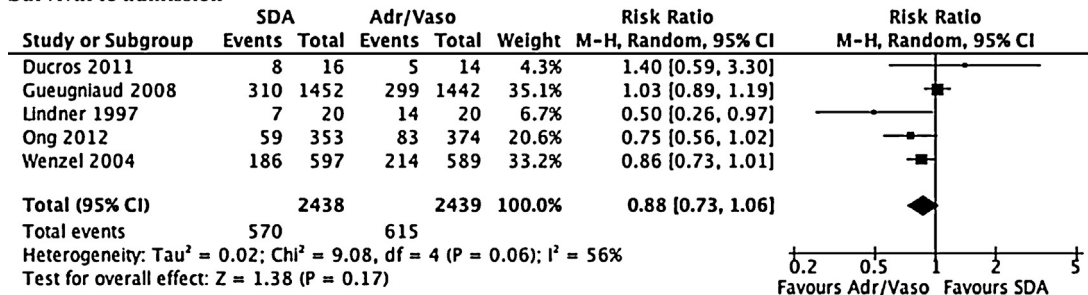 SDA Adr/Vaso Risk Ratio Risk Ratio
Study or Subgroup Events Total Events Total Weight M-H, Random, 95% CI M-H, Random, 95% CI
Ducros 2011 8 16 5 14 4.3% 1.40 [0.59, 3.30]
Gueugniaud 2008 310 1452 299 1442 35.1% 1.03 [0.89, 1.19]
Lindner 1997 7 20 14 20 6.7% 0.50 [0.26, 0.97]
Ong 2012 59 353 83 374 20.6% 0.75 [0.56, 1.02]
Wenzel 2004 186 597 214 589 33.2% 0.86 [0.73, 1.01]
Total (95% CI) 2438 2439 100.0% 0.88 [0.73, 1.06]
Total events 570 615
Heterogeneity: Tau² = 0.02; Chi² = 9.08, df = 4 (P = 0.06); I² = 56%
Test for overall effect: Z = 1.38 (P = 0.17)
0.2 0.5 1 2 5
Favours Adr/Vaso Favours SDA